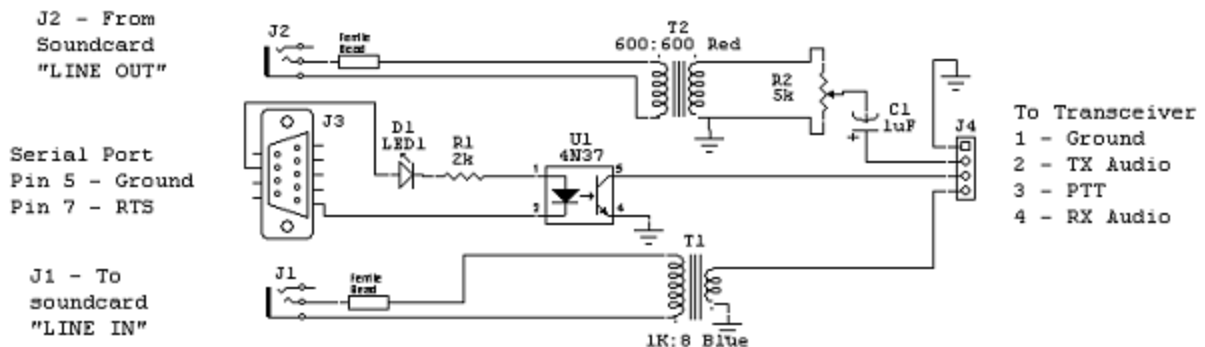 J2 - From
Soundcard
"LINE OUT"
J2
Ferrite
Bead
T2
600:600 Red
R2
5k
C1
1uF
+
J4
To Transceiver
1 - Ground
2 - TX Audio
3 - PTT
4 - RX Audio
J3
Serial Port
Pin 5 - Ground
Pin 7 - RTS
D1
LED1
R1
2k
U1
4N37
1
2
5
4
J1 - To
soundcard
"LINE IN"
J1
Ferrite
Bead
T1
1K:8 Blue